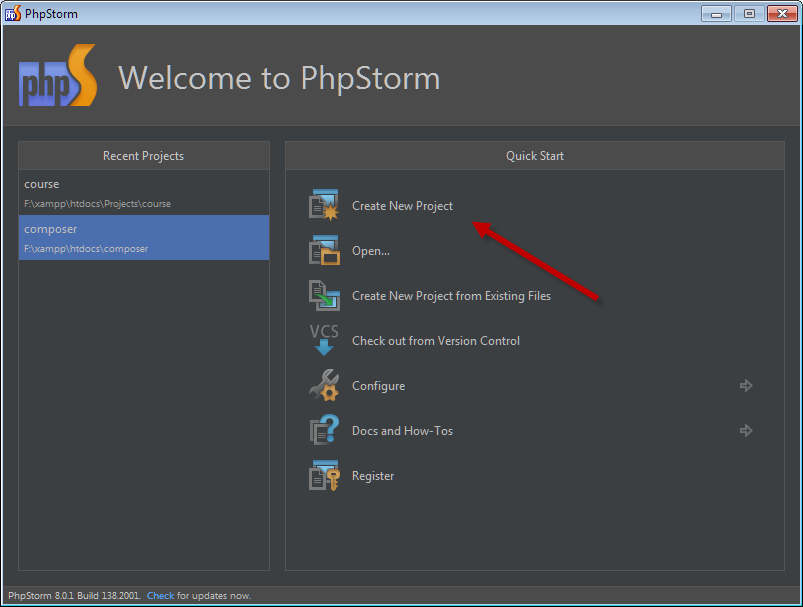 PhpStorm
phpS
Welcome to PhpStorm
Recent Projects
course
F:\xampp\htdocs\Projects\course
composer
F:\xampp\htdocs\composer
Quick Start
Create New Project
Open...
Create New Project from Existing Files
VCS
Check out from Version Control
Configure
?
Docs and How-Tos
Register
PhpStorm 8.0.1 Build 138.2001. Check for updates now.